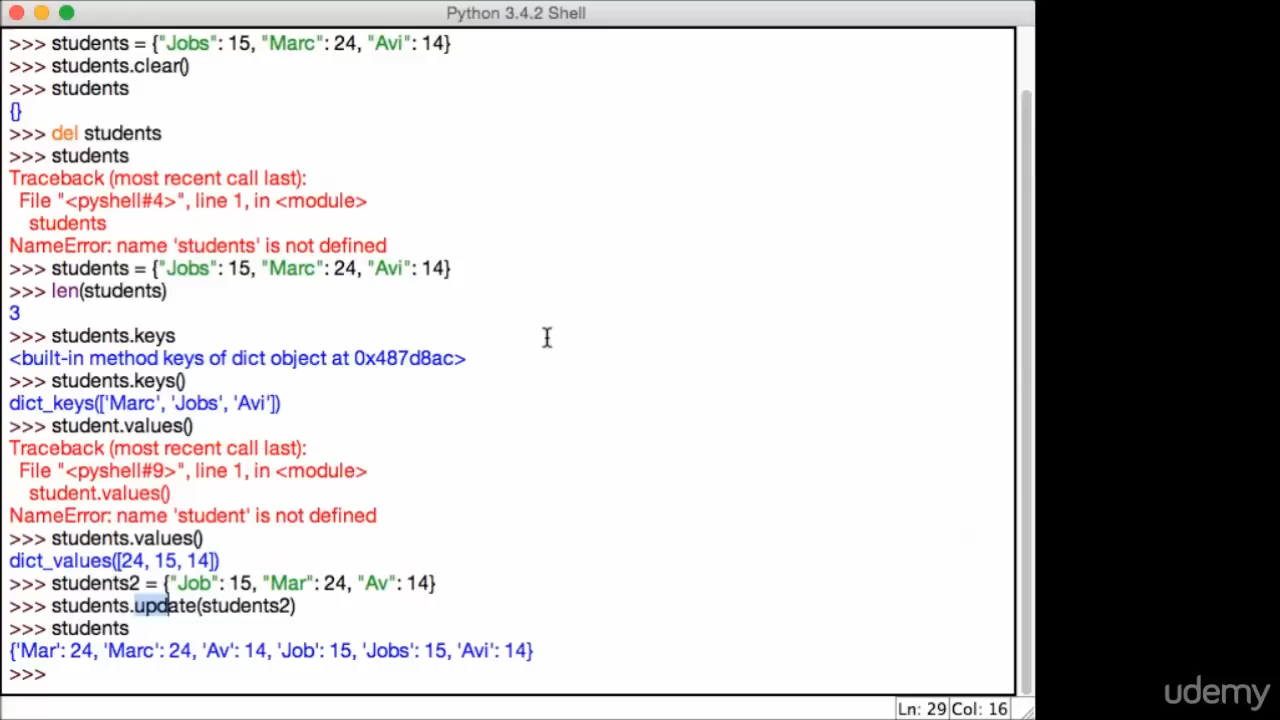 Python 3.4.2 Shell
>>> students = {"Jobs": 15, "Marc": 24, "Avi": 14}
>>> students.clear()
>>> students
{}
>>> del students
>>> students
Traceback (most recent call last):
  File "<pyshell#4>", line 1, in <module>
    students
NameError: name 'students' is not defined
>>> students = {"Jobs": 15, "Marc": 24, "Avi": 14}
>>> len(students)
3
>>> students.keys
<built-in method keys of dict object at 0x487d8ac>
>>> students.keys()
dict_keys(['Marc', 'Jobs', 'Avi'])
>>> student.values()
Traceback (most recent call last):
  File "<pyshell#9>", line 1, in <module>
    student.values()
NameError: name 'student' is not defined
>>> students.values()
dict_values([24, 15, 14])
>>> students2 = {"Job": 15, "Mar": 24, "Av": 14}
>>> students.update(students2)
>>> students
{'Mar': 24, 'Marc': 24, 'Av': 14, 'Job': 15, 'Jobs': 15, 'Avi': 14}
>>>
Ln: 29 Col: 16
udemy